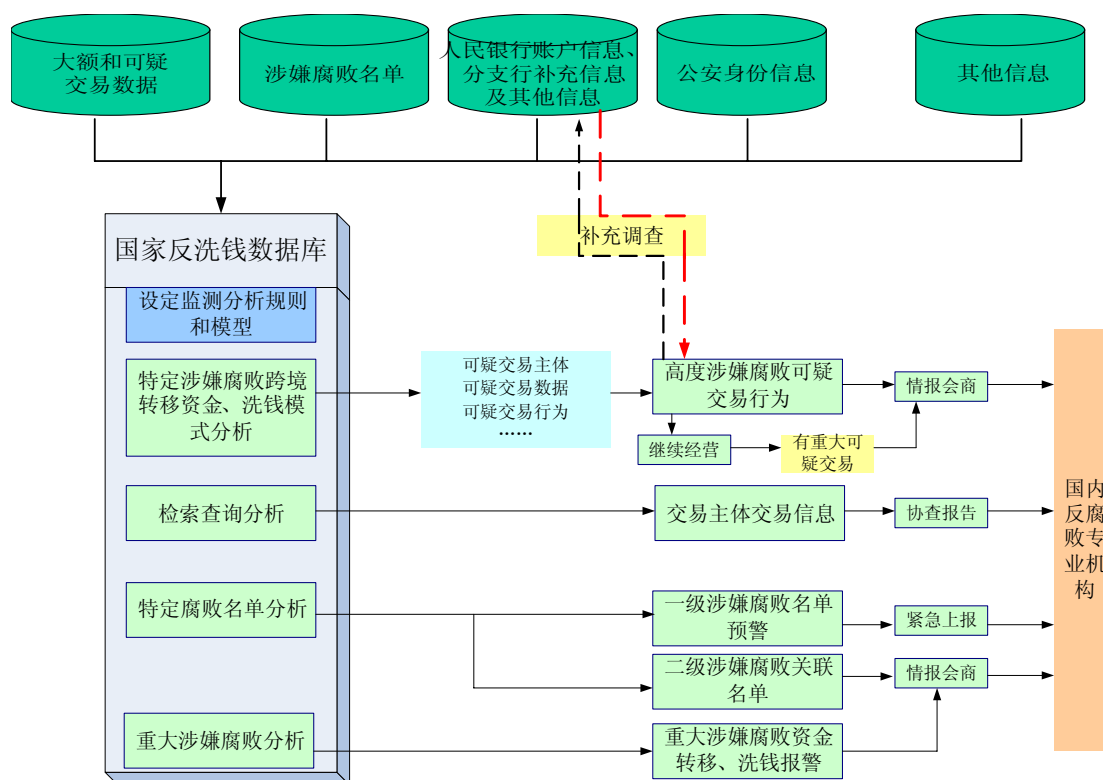 大额和可疑
交易数据
涉嫌腐败名单
人民银行账户信息、
分支行补充信息
及其他信息
公安身份信息
其他信息
补充调查
国家反洗钱数据库
设定监测分析规则
和模型
特定涉嫌腐败跨境
转移资金、洗钱模
式分析
可疑交易主体
可疑交易数据
可疑交易行为
……
高度涉嫌腐败可疑
交易行为
情报会商
继续经营
有重大可
疑交易
检索查询分析
交易主体交易信息
协查报告
国内
反腐
败专
业机
构
特定腐败名单分析
一级涉嫌腐败名单
预警
紧急上报
二级涉嫌腐败关联
名单
情报会商
重大涉嫌腐败分析
重大涉嫌腐败资金
转移、洗钱报警